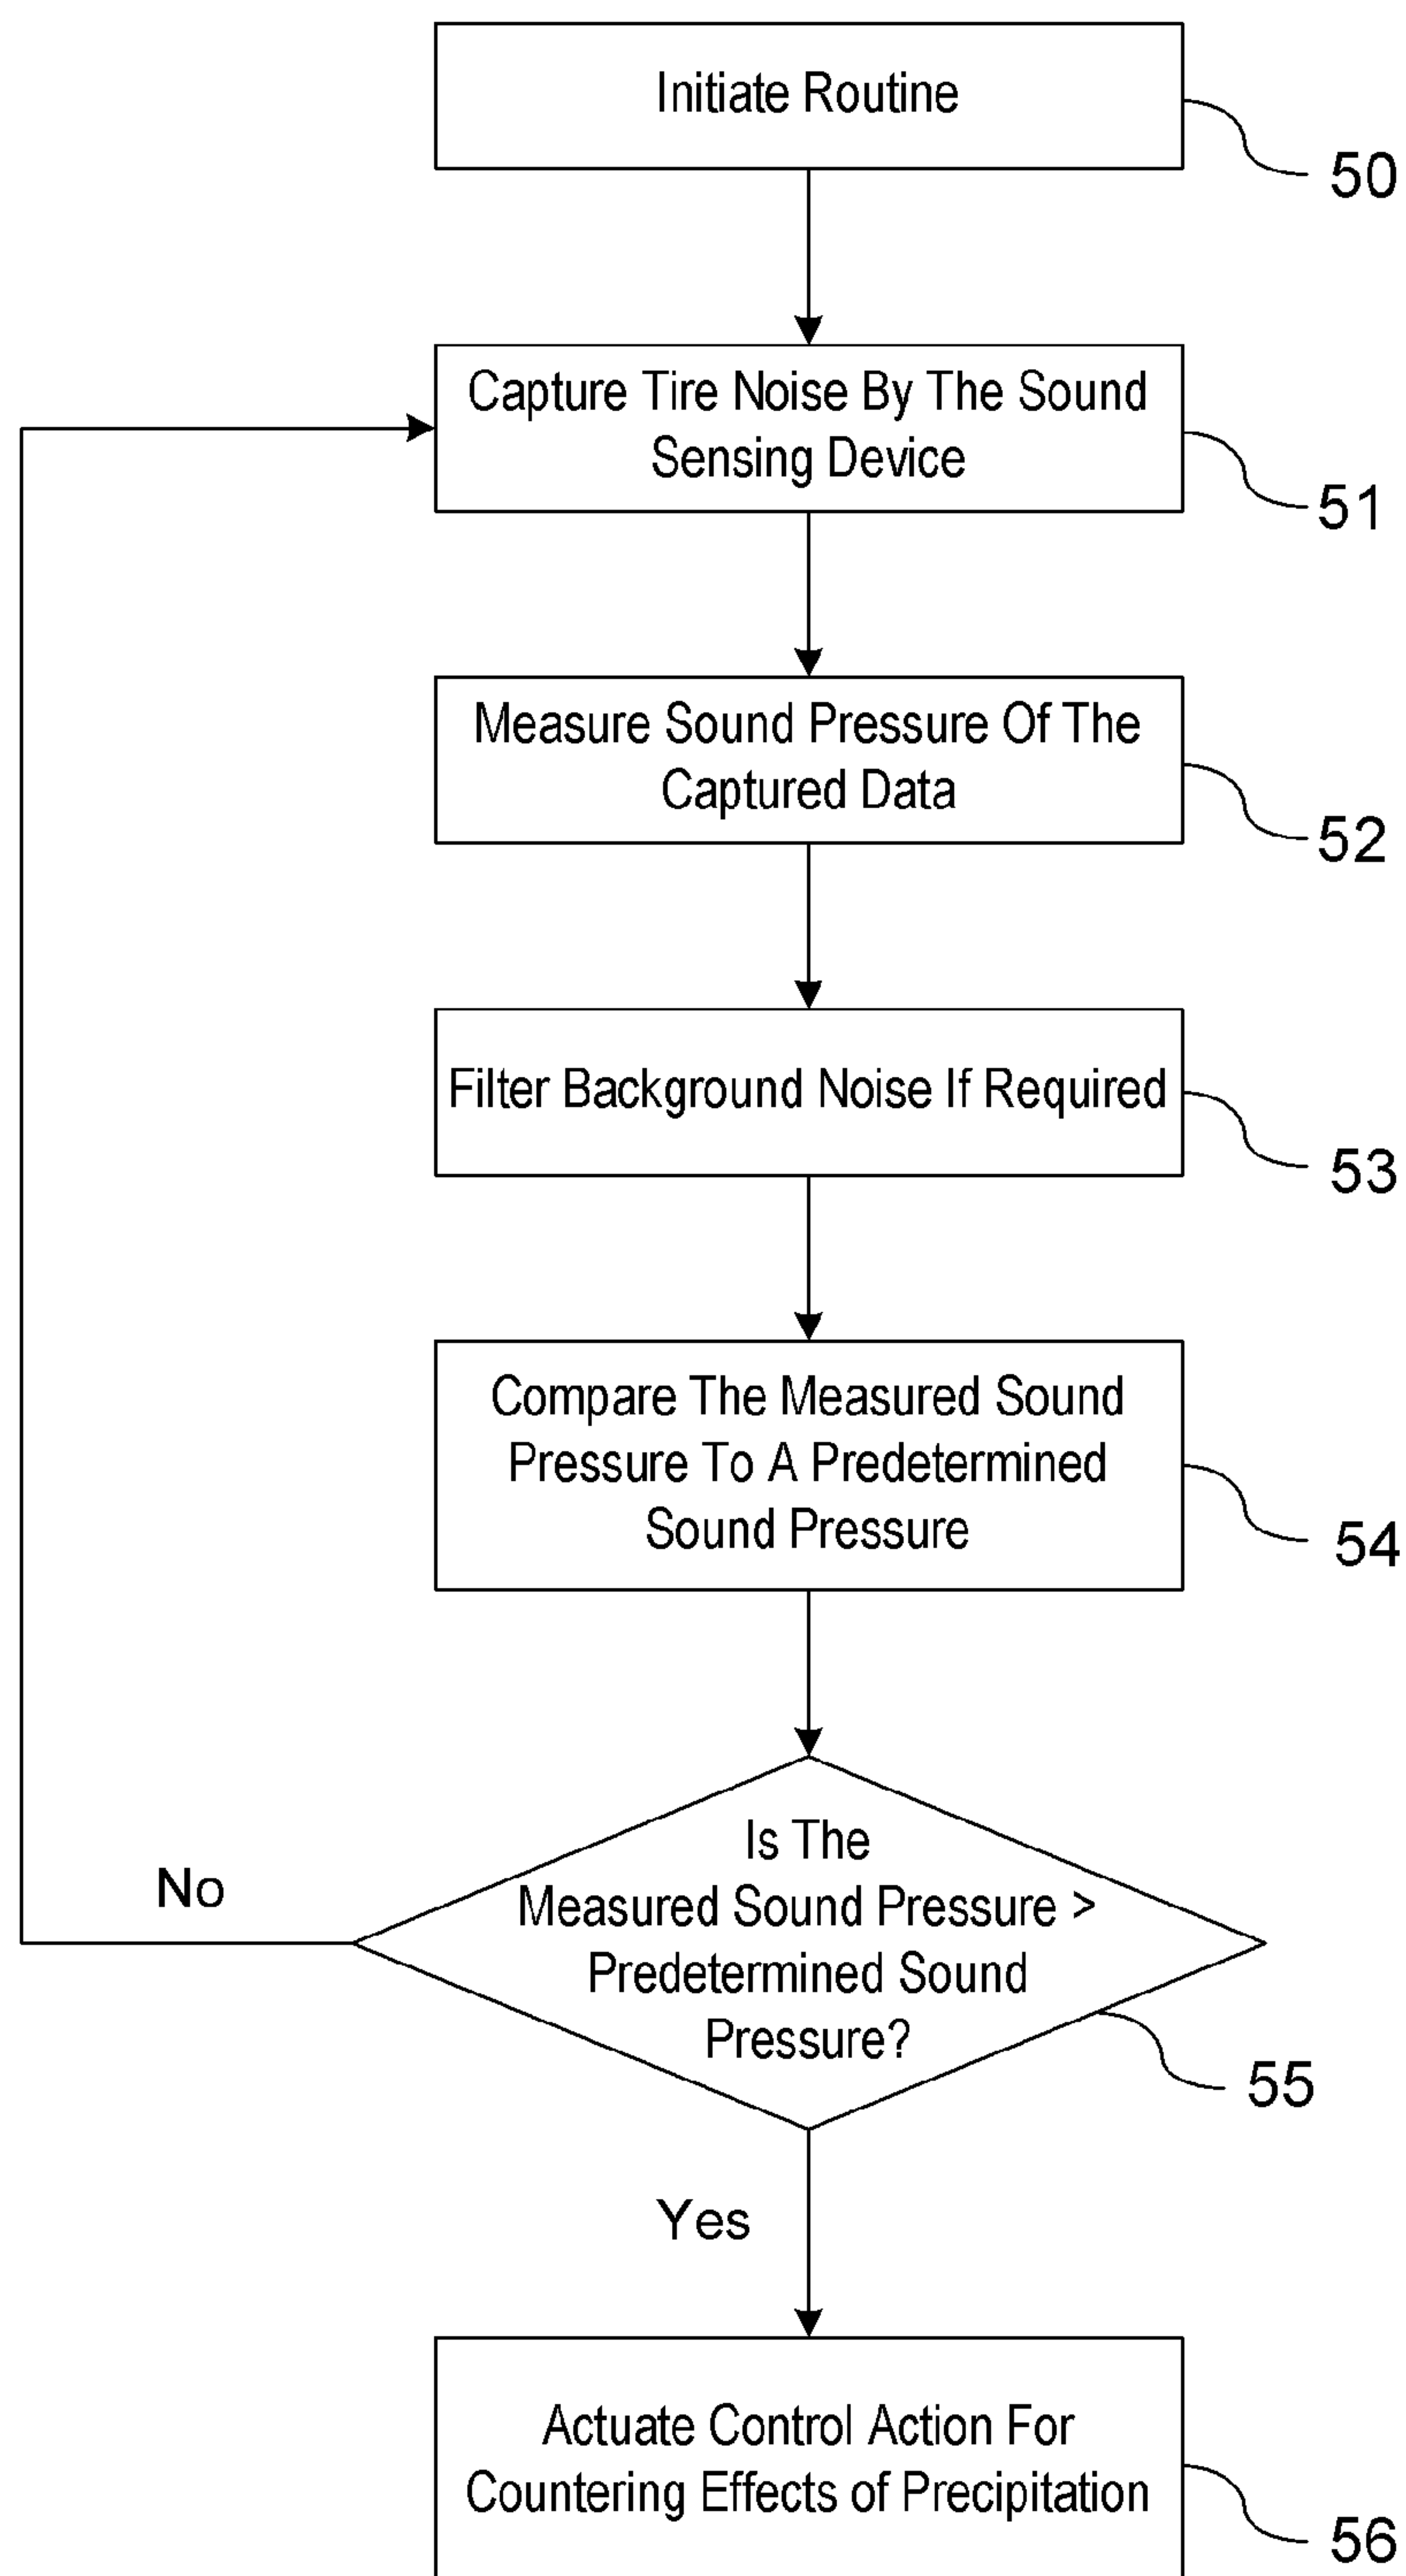 Initiate Routine
50
Capture Tire Noise By The Sound
Sensing Device
51
Measure Sound Pressure Of The
Captured Data
52
Filter Background Noise If Required
53
Compare The Measured Sound
Pressure To A Predetermined
Sound Pressure
54
Is The
Measured Sound Pressure >
Predetermined Sound
Pressure?
No
55
Yes
Actuate Control Action For
Countering Effects of Precipitation
56